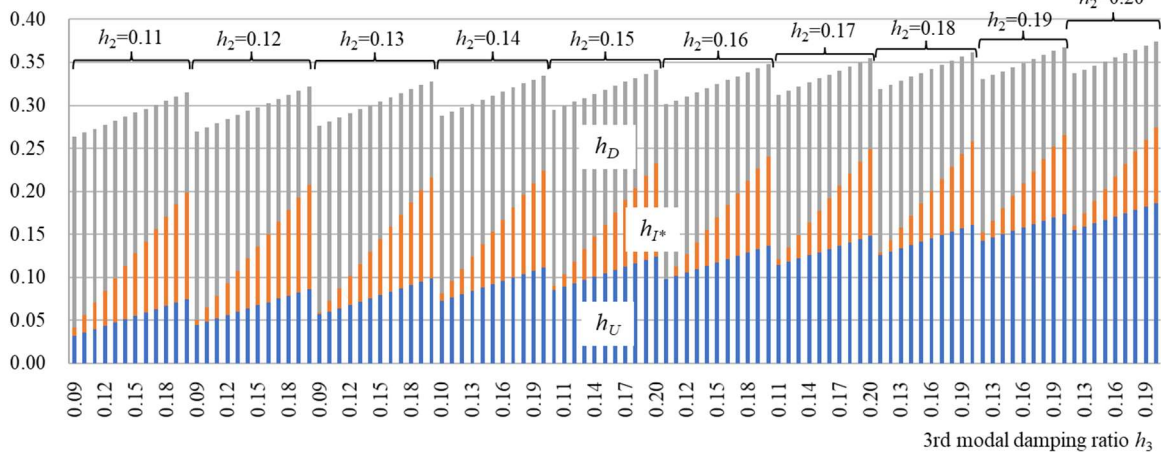 0.40
0.35
0.30
0.25
0.20
0.15
0.10
0.05
0.00
h2=0.11
h2=0.12
h2=0.13
h2=0.14
h2=0.15
h2=0.16
h2=0.17
h2=0.18
h2=0.19
h2=0.20
hD
hI*
hU
0.09 0.12 0.15 0.18 0.09 0.12 0.15 0.18 0.09 0.12 0.15 0.18 0.10 0.13 0.16 0.19 0.11 0.14 0.17 0.20 0.12 0.15 0.18 0.11 0.14 0.17 0.20 0.13 0.16 0.19 0.13 0.16 0.19 0.13 0.16 0.19
3rd modal damping ratio h3